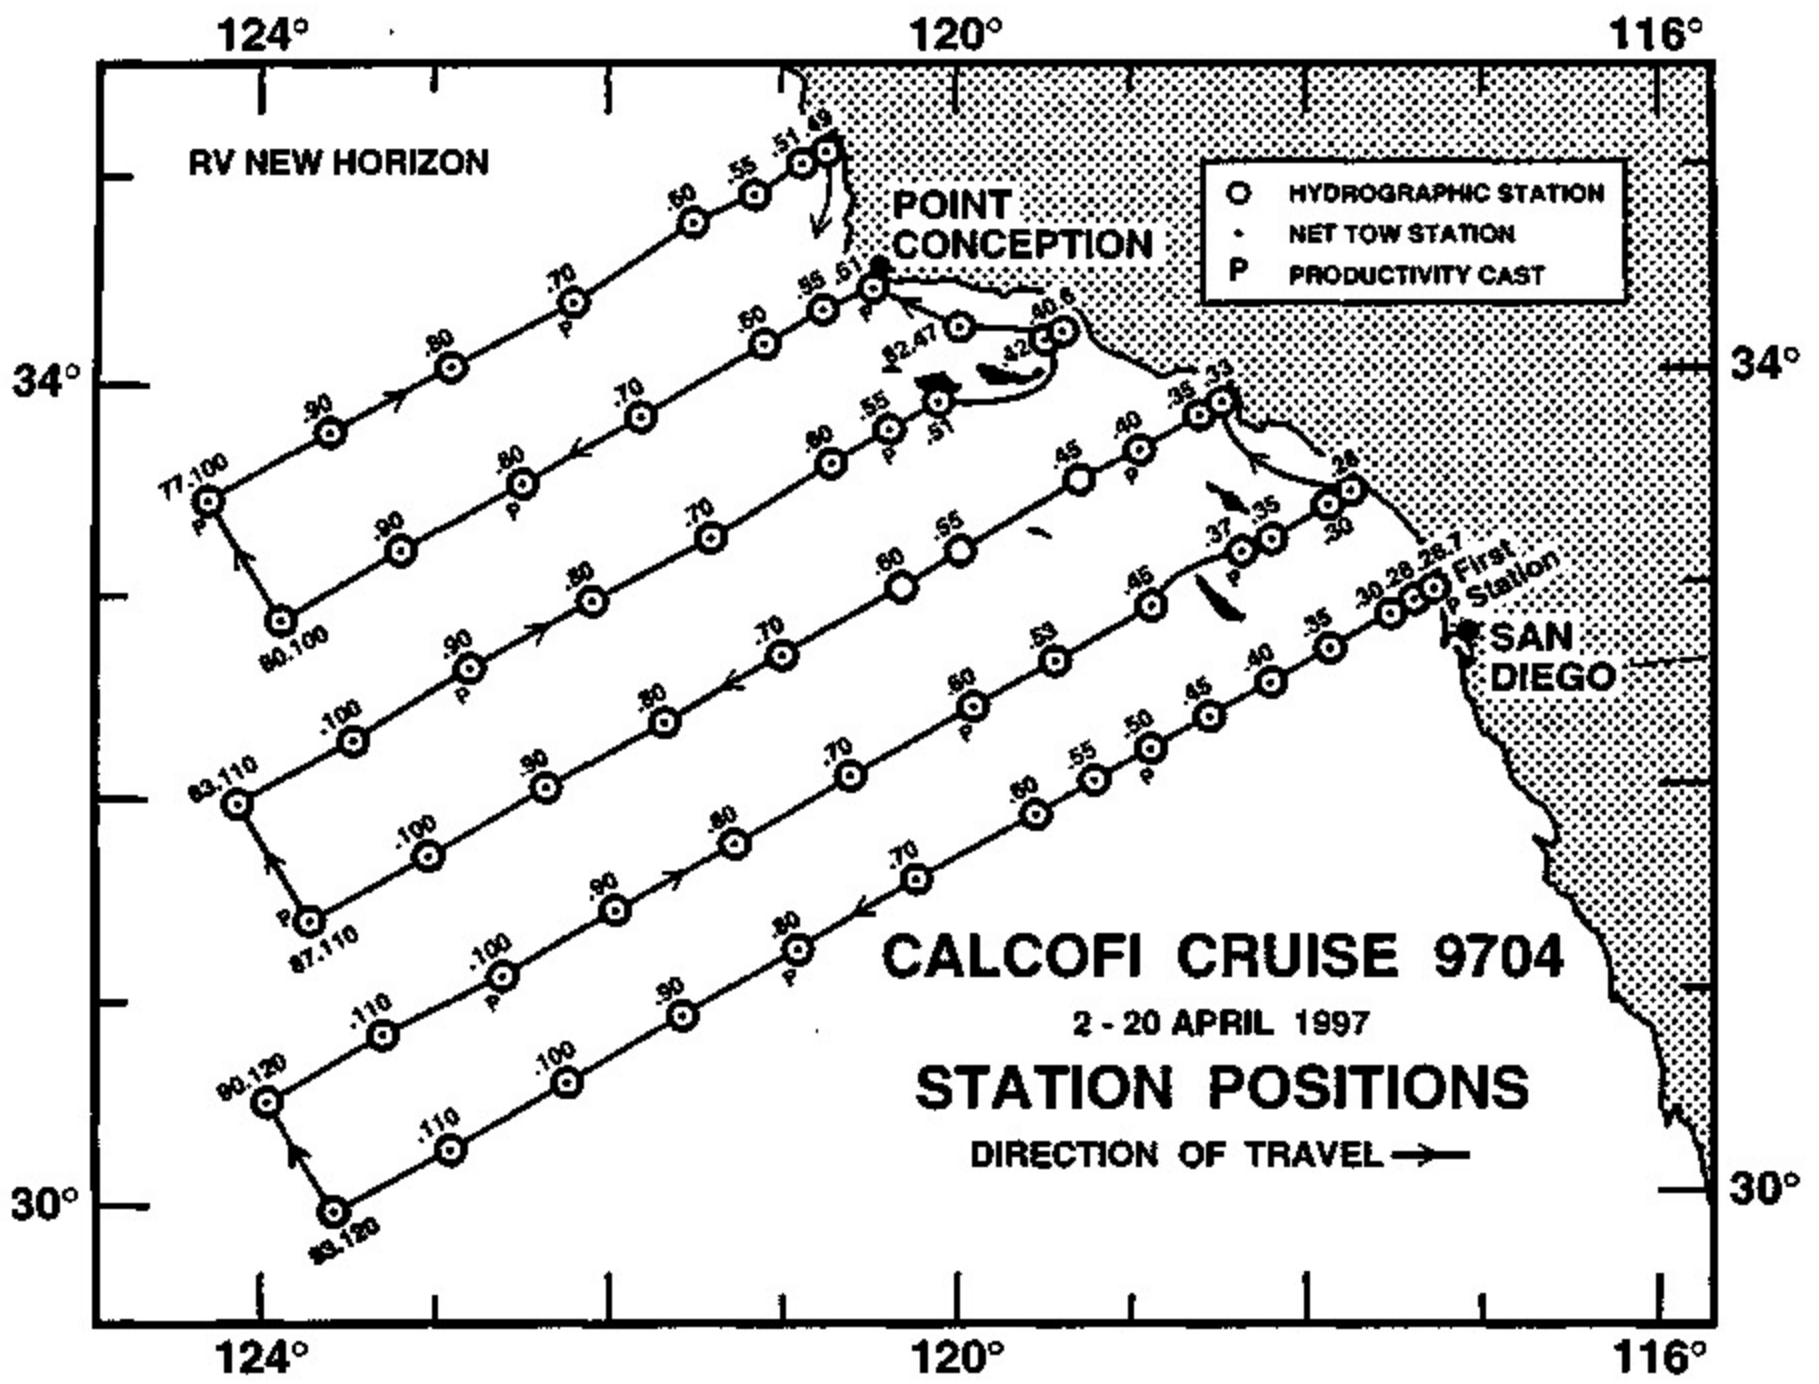 124° 120° 116°
RV NEW HORIZON
POINT
CONCEPTION
HYDROGRAPHIC STATION
NET TOW STATION
P PRODUCTIVITY CAST
34° 34°
.49
.51
.55
.60
.70
P
.80
.90
77.100
P
.51
P
.55
.60
.70
.80
P
.90
80.100
.40.6
.42
82.47
.51
.55
P
.60
.70
.80
.90
P
.100
83.110
.33
.35
.40
P
.45
.55
.60
.70
.80
.90
.100
87.110
P
.28
.30
.35
.37
P
.45
.53
.60
P
.70
.80
.90
.100
P
.110
90.120
First
Station
P
.28
.30
.35
.40
.45
.50
P
.55
.60
.70
.80
P
.90
.100
.110
93.120
SAN
DIEGO
CALCOFI CRUISE 9704
2 - 20 APRIL 1997
STATION POSITIONS
DIRECTION OF TRAVEL
30° 30°
124° 120° 116°